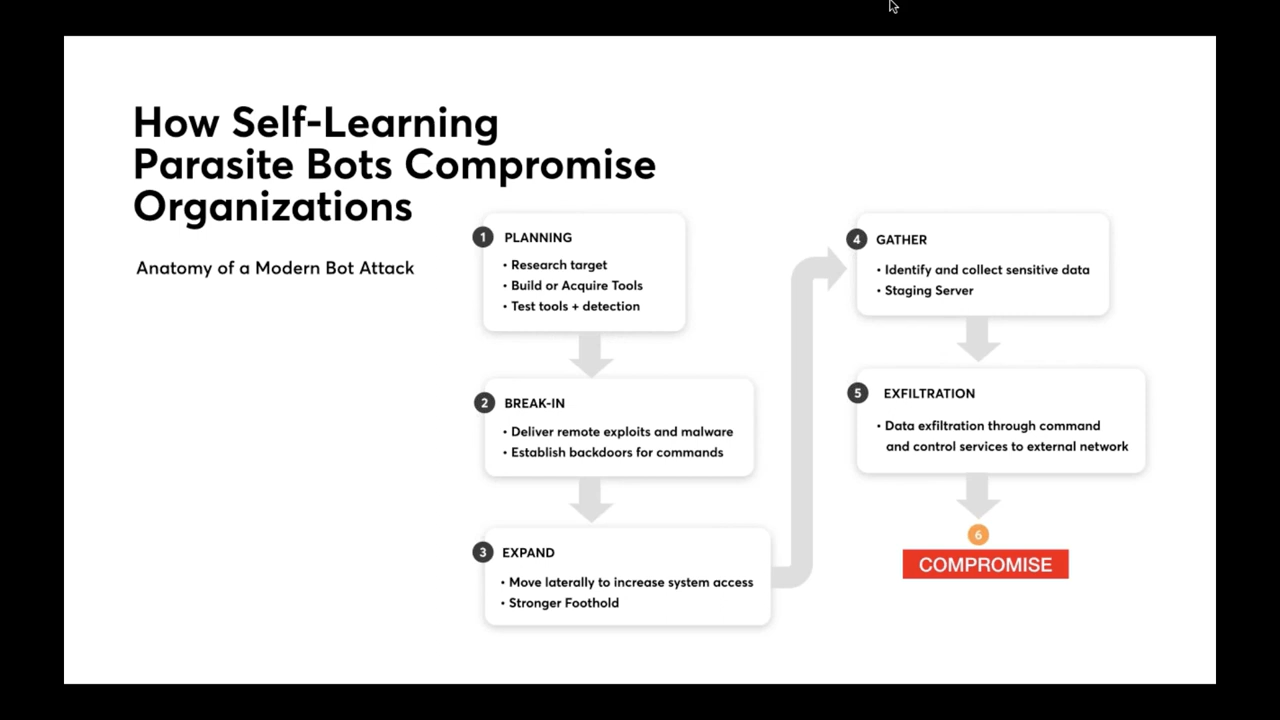 How Self-Learning
Parasite Bots Compromise
Organizations
Anatomy of a Modern Bot Attack
1 PLANNING
• Research target
• Build or Acquire Tools
• Test tools + detection
2 BREAK-IN
• Deliver remote exploits and malware
• Establish backdoors for commands
3 EXPAND
• Move laterally to increase system access
• Stronger Foothold
4 GATHER
• Identify and collect sensitive data
• Staging Server
5 EXFILTRATION
• Data exfiltration through command
and control services to external network
6
COMPROMISE